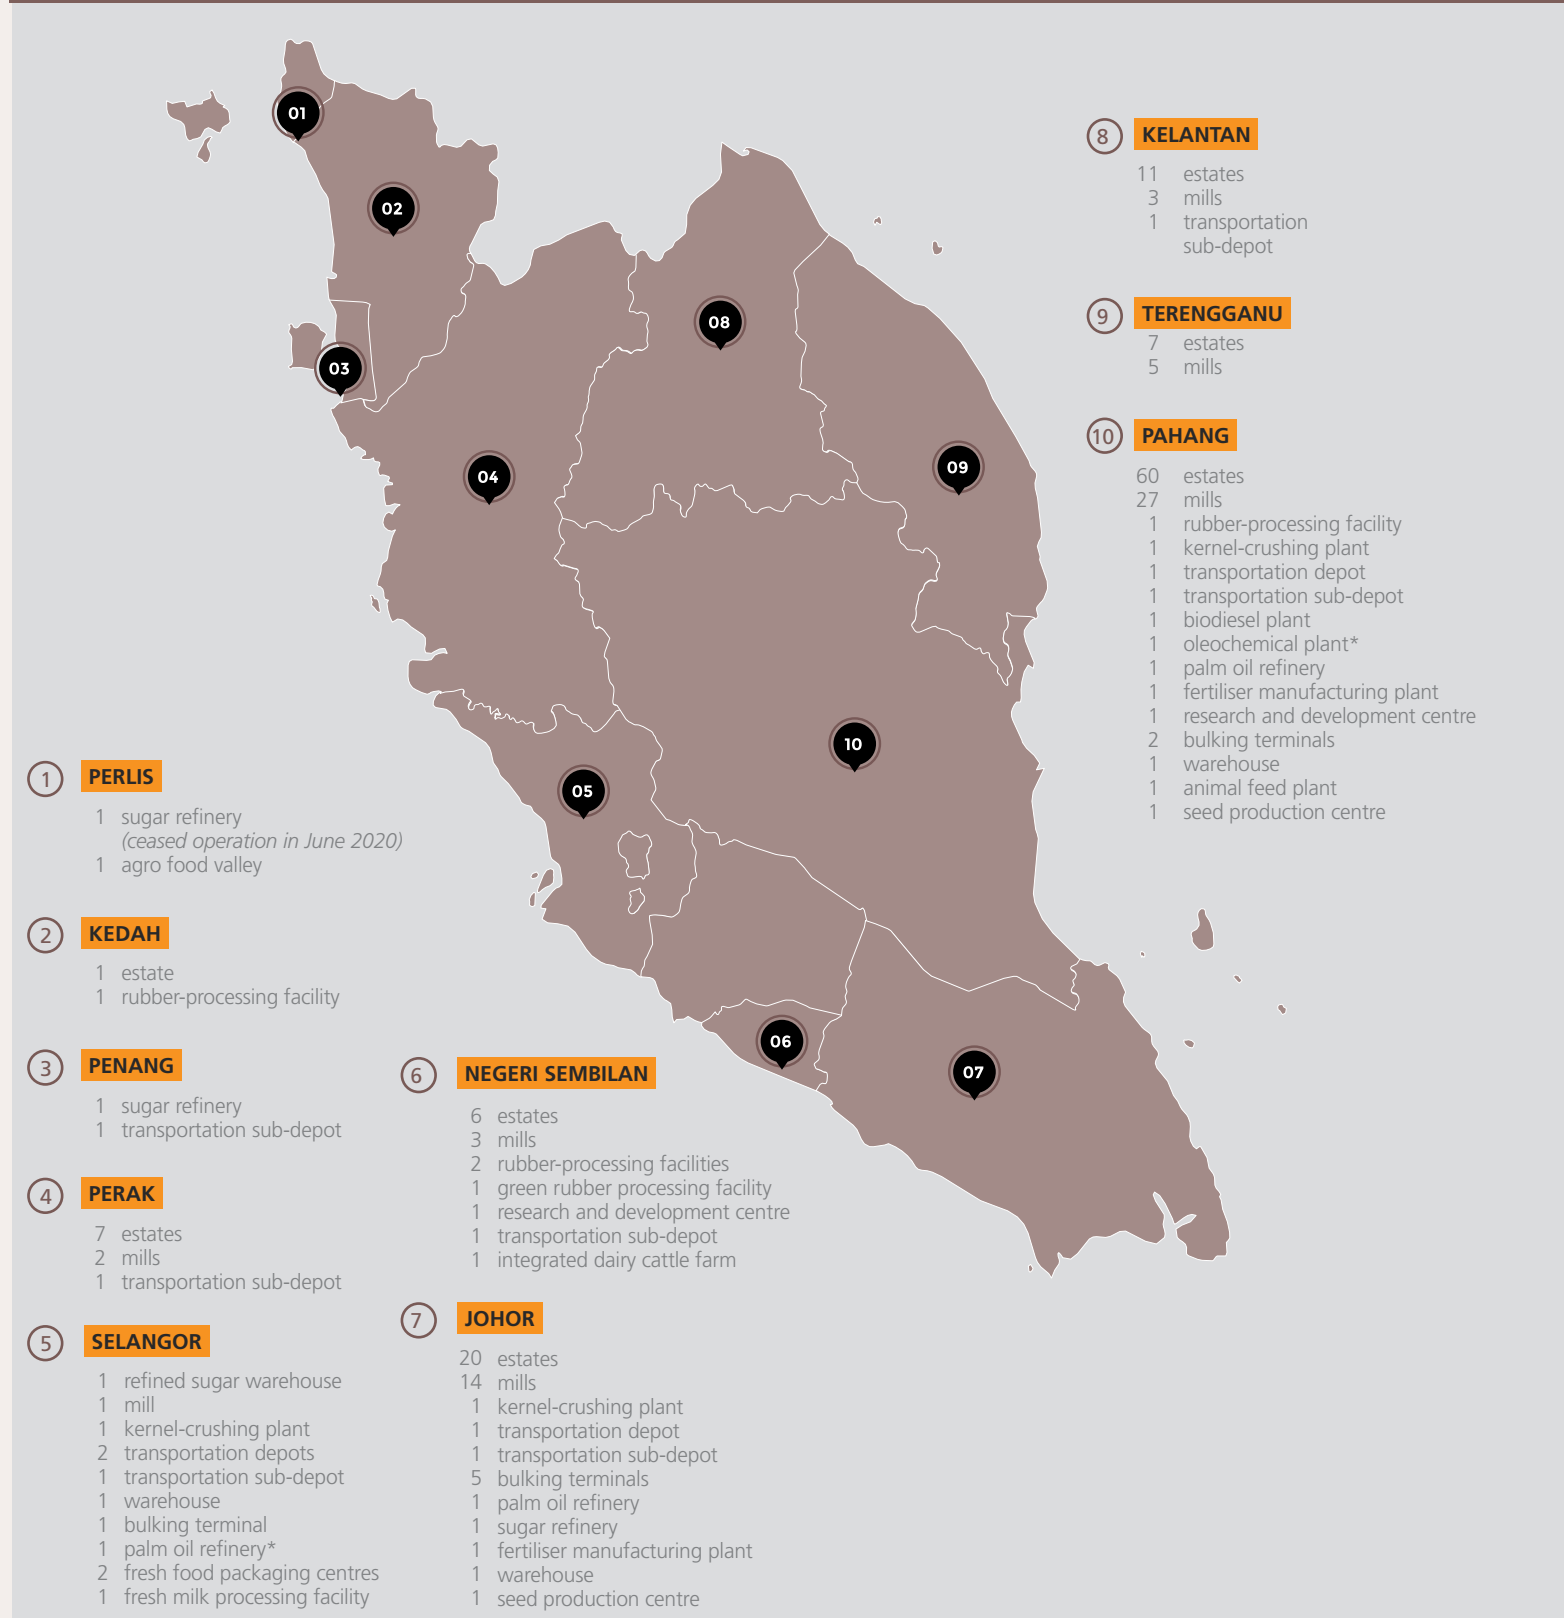 01
02
03
04
05
06
07
08
09
10
1 PERLIS
1 sugar refinery
(ceased operation in June 2020)
1 agro food valley
2 KEDAH
1 estate
1 rubber-processing facility
3 PENANG
1 sugar refinery
1 transportation sub-depot
4 PERAK
7 estates
2 mills
1 transportation sub-depot
5 SELANGOR
1 refined sugar warehouse
1 mill
1 kernel-crushing plant
2 transportation depots
1 transportation sub-depot
1 warehouse
1 bulking terminal
1 palm oil refinery*
2 fresh food packaging centres
1 fresh milk processing facility
6 NEGERI SEMBILAN
6 estates
3 mills
2 rubber-processing facilities
1 green rubber processing facility
1 research and development centre
1 transportation sub-depot
1 integrated dairy cattle farm
7 JOHOR
20 estates
14 mills
1 kernel-crushing plant
1 transportation depot
1 transportation sub-depot
5 bulking terminals
1 palm oil refinery
1 sugar refinery
1 fertiliser manufacturing plant
1 warehouse
1 seed production centre
8 KELANTAN
11 estates
3 mills
1 transportation
sub-depot
9 TERENGGANU
7 estates
5 mills
10 PAHANG
60 estates
27 mills
1 rubber-processing facility
1 kernel-crushing plant
1 transportation depot
1 transportation sub-depot
1 biodiesel plant
1 oleochemical plant*
1 palm oil refinery
1 fertiliser manufacturing plant
1 research and development centre
2 bulking terminals
1 warehouse
1 animal feed plant
1 seed production centre